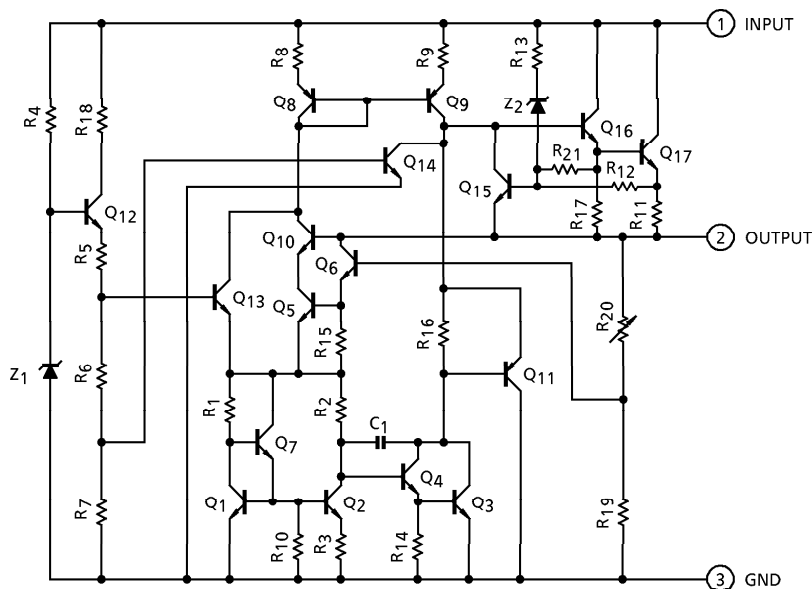 1 INPUT
R8
R9
R13
R4
R18
Q8
Q9
Z2
Q16
Q14
R21
R12
Q17
Q12
Q15
R17
R11
R5
Q10
Q6
2 OUTPUT
Q13
Q5
R15
R16
R20
Z1
R6
Q11
R1
R2
C1
Q7
Q4
R7
Q1
Q2
Q3
R19
R10
R3
R14
3 GND